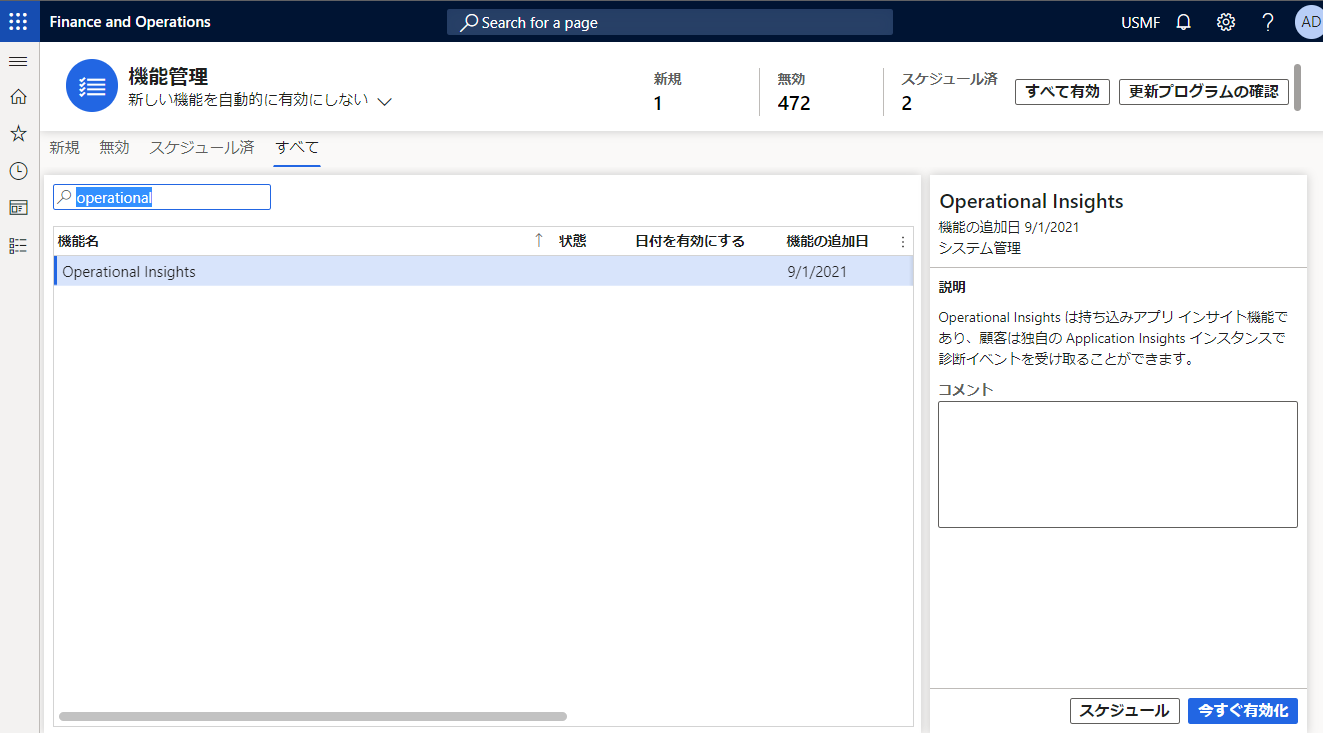 Finance and Operations
Search for a page
USMF
AD
機能管理
新しい機能を自動的に有効にしない
新規
1
無効
472
スケジュール済
2
すべて有効
更新プログラムの確認
新規
無効
スケジュール済
すべて
operational
機能名
状態
日付を有効にする
機能の追加日
Operational Insights
9/1/2021
Operational Insights
機能の追加日 9/1/2021
システム管理
説明
Operational Insights は持ち込みアプリ インサイト機能で
あり、顧客は独自の Application Insights インスタンスで
診断イベントを受け取ることができます。
コメント
スケジュール
今すぐ有効化